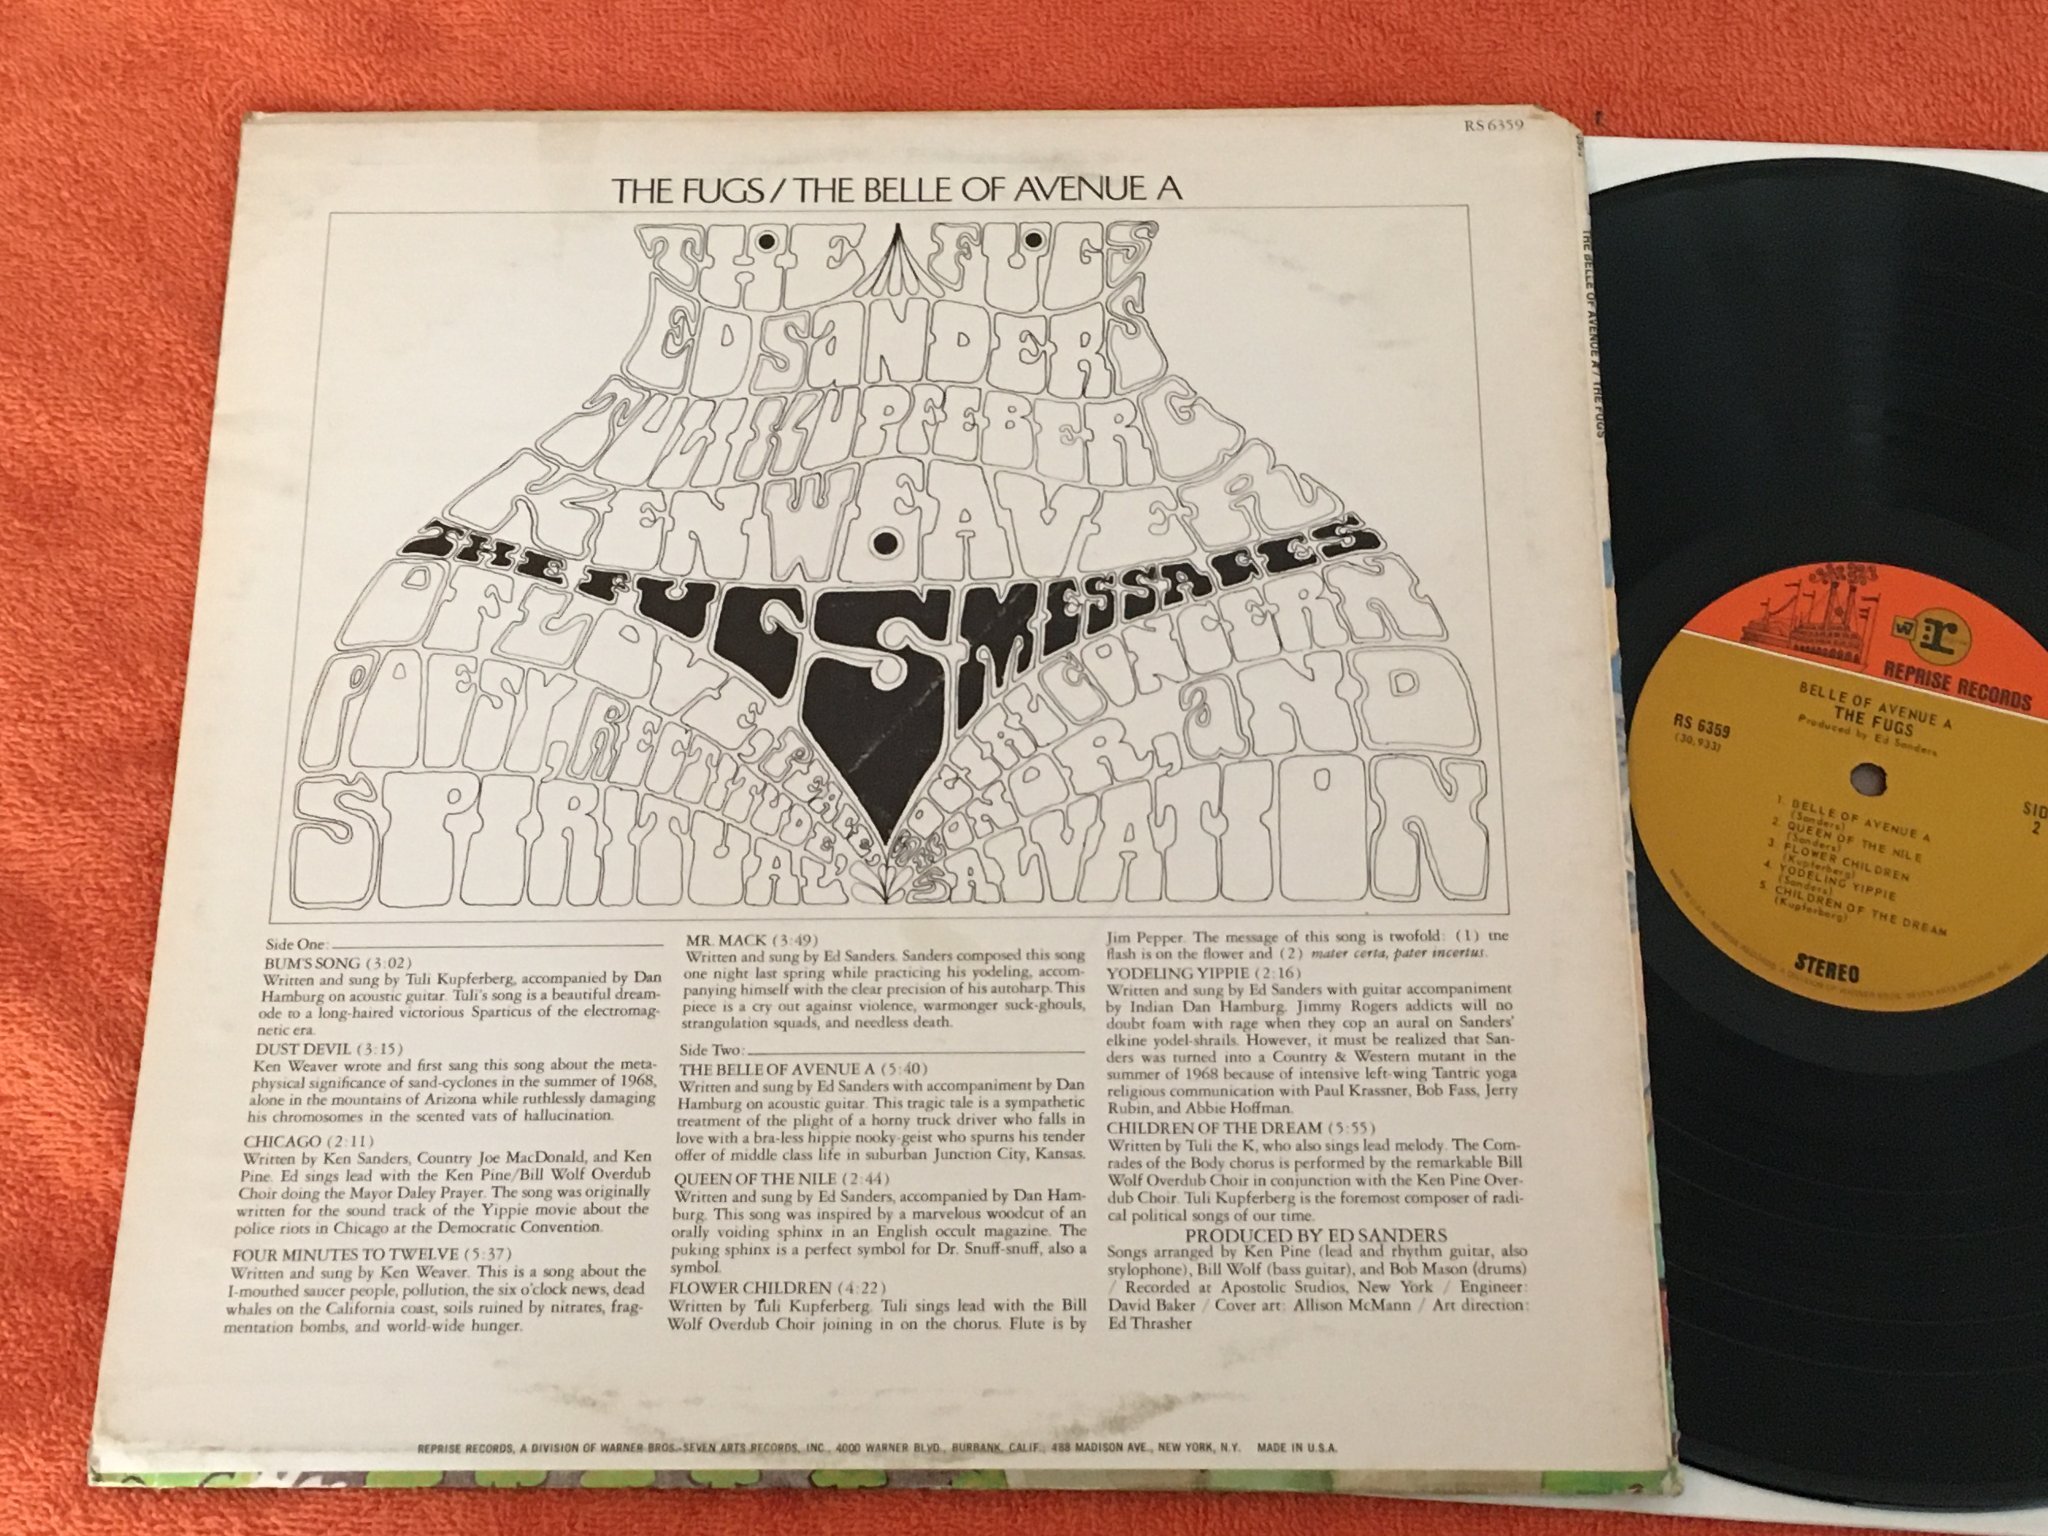 RS 6359
THE FUGS / THE BELLE OF AVENUE A
THE FUGS
ED SANDERS
TULI KUPFEBERG
KEN WEAVER
THE FUGS MESSAGES
OF LOVE, PEACE, SOCIAL CONCERN
POESY, RECTITUDE, HONOR, AND
SPIRITUAL SALVATION
Side One:
BUM'S SONG (3:02)
Written and sung by Tuli Kupferberg, accompanied by Dan
Hamburg on acoustic guitar. Tuli's song is a beautiful dream-
ode to a long-haired victorious Sparticus of the electromag-
netic era.
DUST DEVIL (3:15)
Ken Weaver wrote and first sang this song about the meta-
physical significance of sand-cyclones in the summer of 1968,
alone in the mountains of Arizona while ruthlessly damaging
his chromosomes in the scented vats of hallucination.
CHICAGO (2:11)
Written by Ken Sanders, Country Joe MacDonald, and Ken
Pine. Ed sings lead with the Ken Pine/Bill Wolf Overdub
Choir doing the Mayor Daley Prayer. The song was originally
written for the sound track of the Yippie movie about the
police riots in Chicago at the Democratic Convention.
FOUR MINUTES TO TWELVE (5:37)
Written and sung by Ken Weaver. This is a song about the
I-mouthed saucer people, pollution, the six o'clock news, dead
whales on the California coast, soils ruined by nitrates, frag-
mentation bombs, and world-wide hunger.
MR. MACK (3:49)
Written and sung by Ed Sanders. Sanders composed this song
one night last spring while practicing his yodeling, accom-
panying himself with the clear precision of his autoharp. This
piece is a cry out against violence, warmonger suck-ghouls,
strangulation squads, and needless death.
Side Two:
THE BELLE OF AVENUE A (5:40)
Written and sung by Ed Sanders with accompaniment by Dan
Hamburg on acoustic guitar. This tragic tale is a sympathetic
treatment of the plight of a horny truck driver who falls in
love with a bra-less hippie nooky-geist who spurns his tender
offer of middle class life in suburban Junction City, Kansas.
QUEEN OF THE NILE (2:44)
Written and sung by Ed Sanders, accompanied by Dan Ham-
burg. This song was inspired by a marvelous woodcut of an
orally voiding sphinx in an English occult magazine. The
puking sphinx is a perfect symbol for Dr. Snuff-snuff, also a
symbol.
FLOWER CHILDREN (4:22)
Written by Tuli Kupferberg. Tuli sings lead with the Bill
Wolf Overdub Choir joining in on the chorus. Flute is by
Jim Pepper. The message of this song is twofold: (1) the
flash is on the flower and (2) mater certa, pater incertus.
YODELING YIPPIE (2:16)
Written and sung by Ed Sanders with guitar accompaniment
by Indian Dan Hamburg. Jimmy Rogers addicts will no
doubt foam with rage when they cop an aural on Sanders'
elkine yodel-shrails. However, it must be realized that San-
ders was turned into a Country & Western mutant in the
summer of 1968 because of intensive left-wing Tantric yoga
religious communication with Paul Krassner, Bob Fass, Jerry
Rubin, and Abbie Hoffman.
CHILDREN OF THE DREAM (5:55)
Written by Tuli the K, who also sings lead melody. The Com-
rades of the Body chorus is performed by the remarkable Bill
Wolf Overdub Choir in conjunction with the Ken Pine Over-
dub Choir. Tuli Kupferberg is the foremost composer of radi-
cal political songs of our time.
PRODUCED BY ED SANDERS
Songs arranged by Ken Pine (lead and rhythm guitar, also
stylophone), Bill Wolf (bass guitar), and Bob Mason (drums)
/ Recorded at Apostolic Studios, New York / Engineer:
David Baker / Cover art: Allison McMann / Art direction:
Ed Thrasher
REPRISE RECORDS, A DIVISION OF WARNER BROS.-SEVEN ARTS RECORDS, INC., 4000 WARNER BLVD., BURBANK, CALIF., 488 MADISON AVE., NEW YORK, N.Y. MADE IN U.S.A.
THE BELLE OF AVENUE A / THE FUGS
W r:
REPRISE RECORDS
BELLE OF AVENUE A
THE FUGS
Produced by Ed Sanders
RS 6359
(30,933)
SID
2
1. BELLE OF AVENUE A
(Sanders)
2. QUEEN OF THE NILE
(Sanders)
3. FLOWER CHILDREN
(Kupferberg)
4. YODELING YIPPIE
(Sanders)
5. CHILDREN OF THE DREAM
(Kupferberg)
STEREO